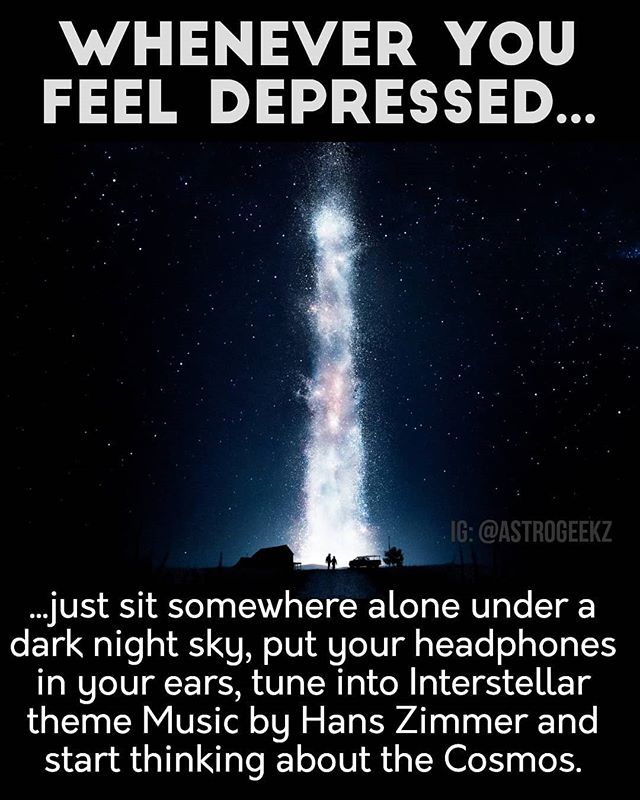 WHENEVER YOU
FEEL DEPRESSED...
IG: @ASTROGEEKZ
...just sit somewhere alone under a
dark night sky, put your headphones
in your ears, tune into Interstellar
theme Music by Hans Zimmer and
start thinking about the Cosmos.